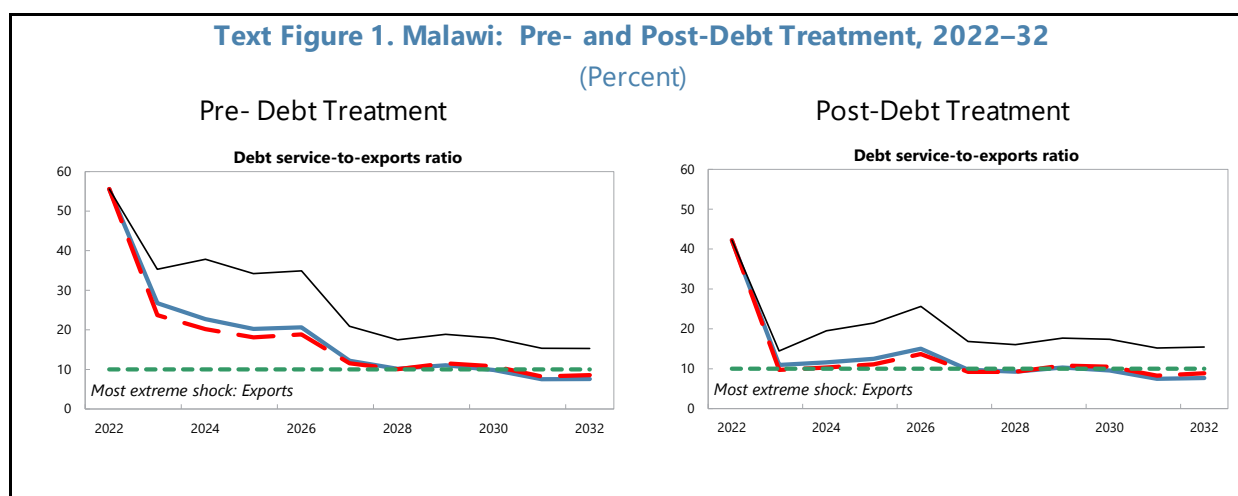 Text Figure 1. Malawi: Pre- and Post-Debt Treatment, 2022–32
(Percent)
Pre- Debt Treatment
Debt service-to-exports ratio
60
50
40
30
20
10
0
Most extreme shock: Exports
2022 2024 2026 2028 2030 2032
Post-Debt Treatment
Debt service-to-exports ratio
60
50
40
30
20
10
0
Most extreme shock: Exports
2022 2024 2026 2028 2030 2032